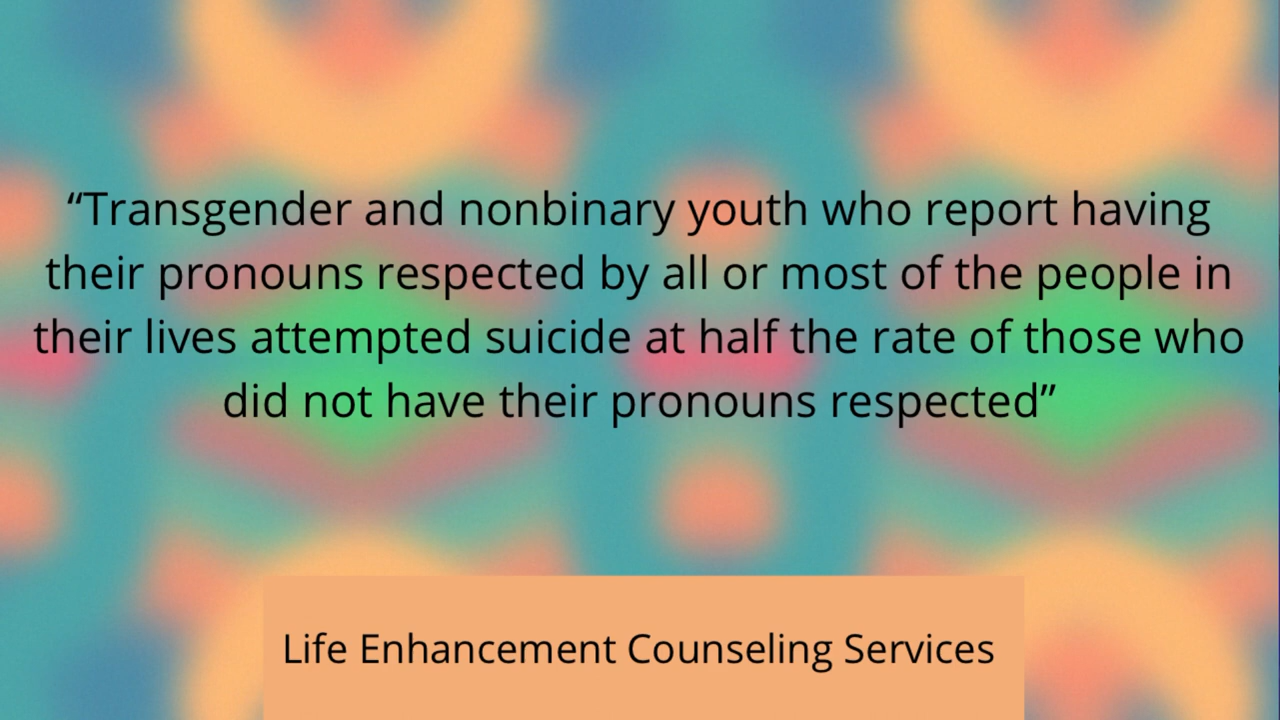 “Transgender and nonbinary youth who report having
their pronouns respected by all or most of the people in
their lives attempted suicide at half the rate of those who
did not have their pronouns respected”
Life Enhancement Counseling Services